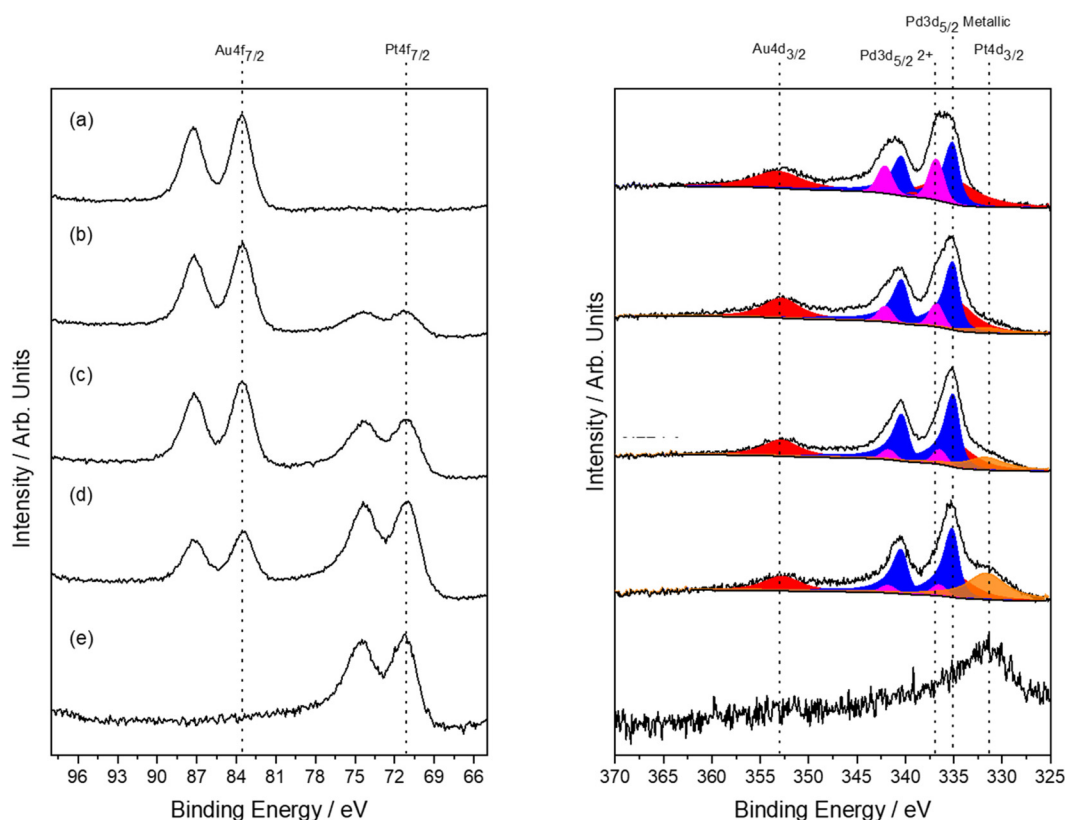 Au4f7/2
Pt4f7/2
(a)
(b)
(c)
(d)
(e)
Intensity / Arb. Units
96 93 90 87 84 81 78 75 72 69 66
Binding Energy / eV
Pd3d5/2 Metallic
Au4d3/2
Pd3d5/2 2+
Pt4d3/2
Intensity / Arb. Units
370 365 360 355 350 345 340 335 330 325
Binding Energy / eV